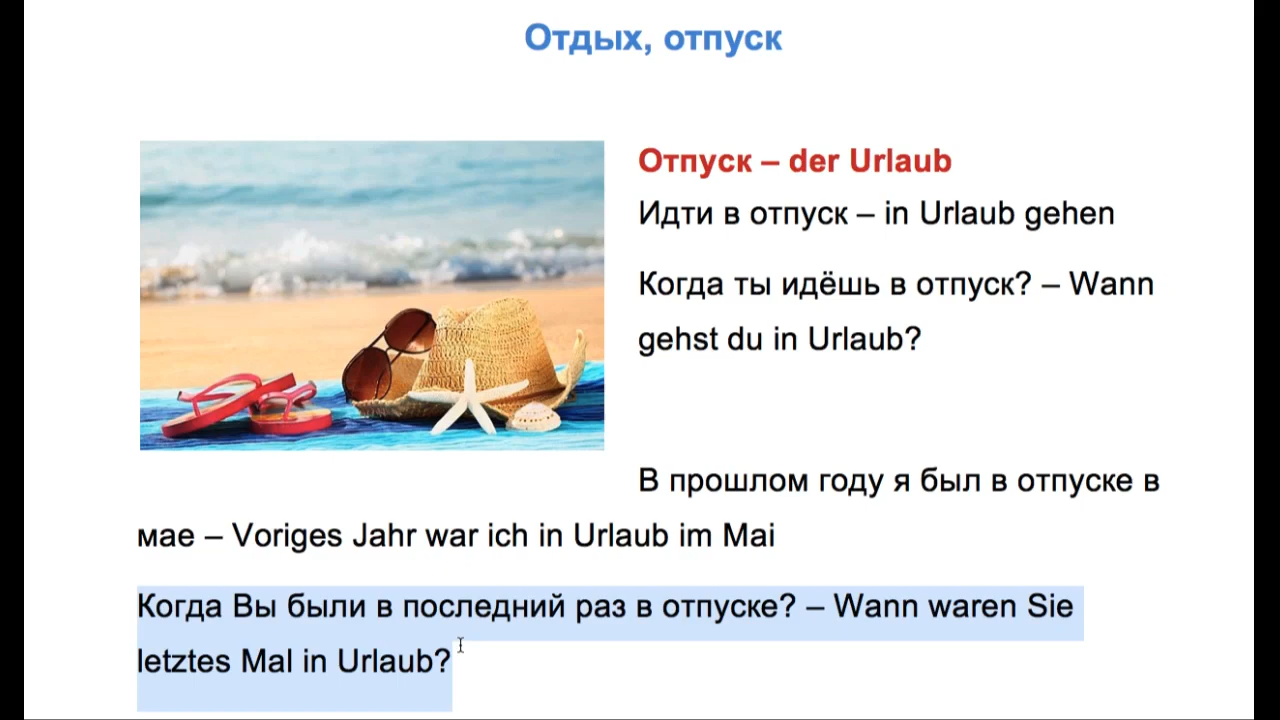 Отдых, отпуск
Отпуск – der Urlaub
Идти в отпуск – in Urlaub gehen
Когда ты идёшь в отпуск? – Wann
gehst du in Urlaub?
В прошлом году я был в отпуске в
мае – Voriges Jahr war ich in Urlaub im Mai
Когда Вы были в последний раз в отпуске? – Wann waren Sie
letztes Mal in Urlaub?